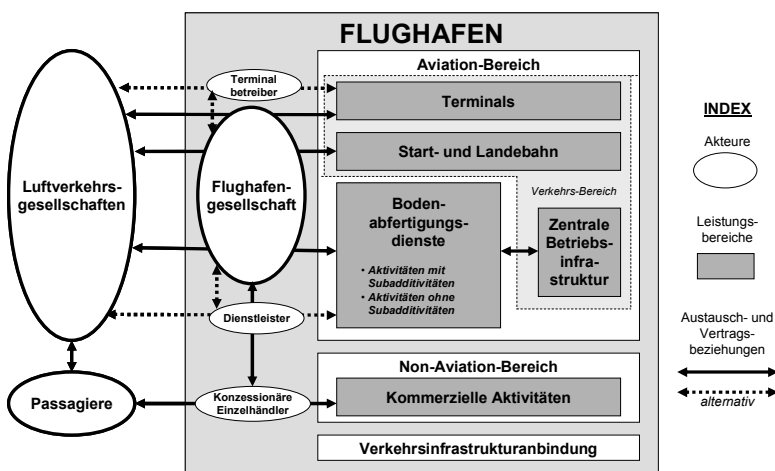 FLUGHAFEN
Aviation-Bereich
Terminal
betreiber
Terminals
Start- und Landebahn
Luftverkehrs-
gesellschaften
Flughafen-
gesellschaft
Verkehrs-Bereich
Boden-
abfertigungs-
dienste
• Aktivitäten mit
Subadditivitäten
• Aktivitäten ohne
Subadditivitäten
Zentrale
Betriebs-
infra-
struktur
Dienstleister
Non-Aviation-Bereich
Passagiere
Konzessionäre
Einzelhändler
Kommerzielle Aktivitäten
Verkehrsinfrastrukturanbindung
INDEX
Akteure
Leistungs-
bereiche
Austausch- und
Vertrags-
beziehungen
alternativ